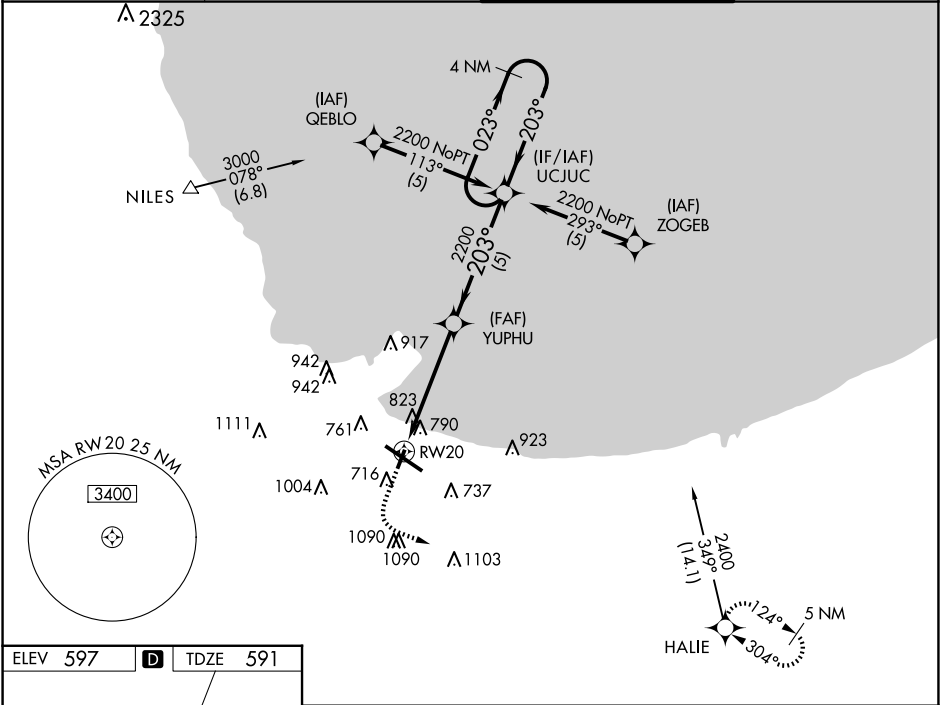 2325
4 NM
(IAF)
QEBLO
023°
203°
2200 NoPT
113°
(5)
(IF/IAF)
UCJUC
3000
078°
(6.8)
NILES
2200 NoPT
293°
(5)
(IAF)
ZOGEB
2200
203°
(5)
(FAF)
YUPHU
917
942
942
823
790
761
1111
923
RW20
MSA RW20 25 NM
3400
716
1004
737
1090
1090
1103
2400
349°
(14.1)
124°
5 NM
304°
HALIE
ELEV 597 D TDZE 591